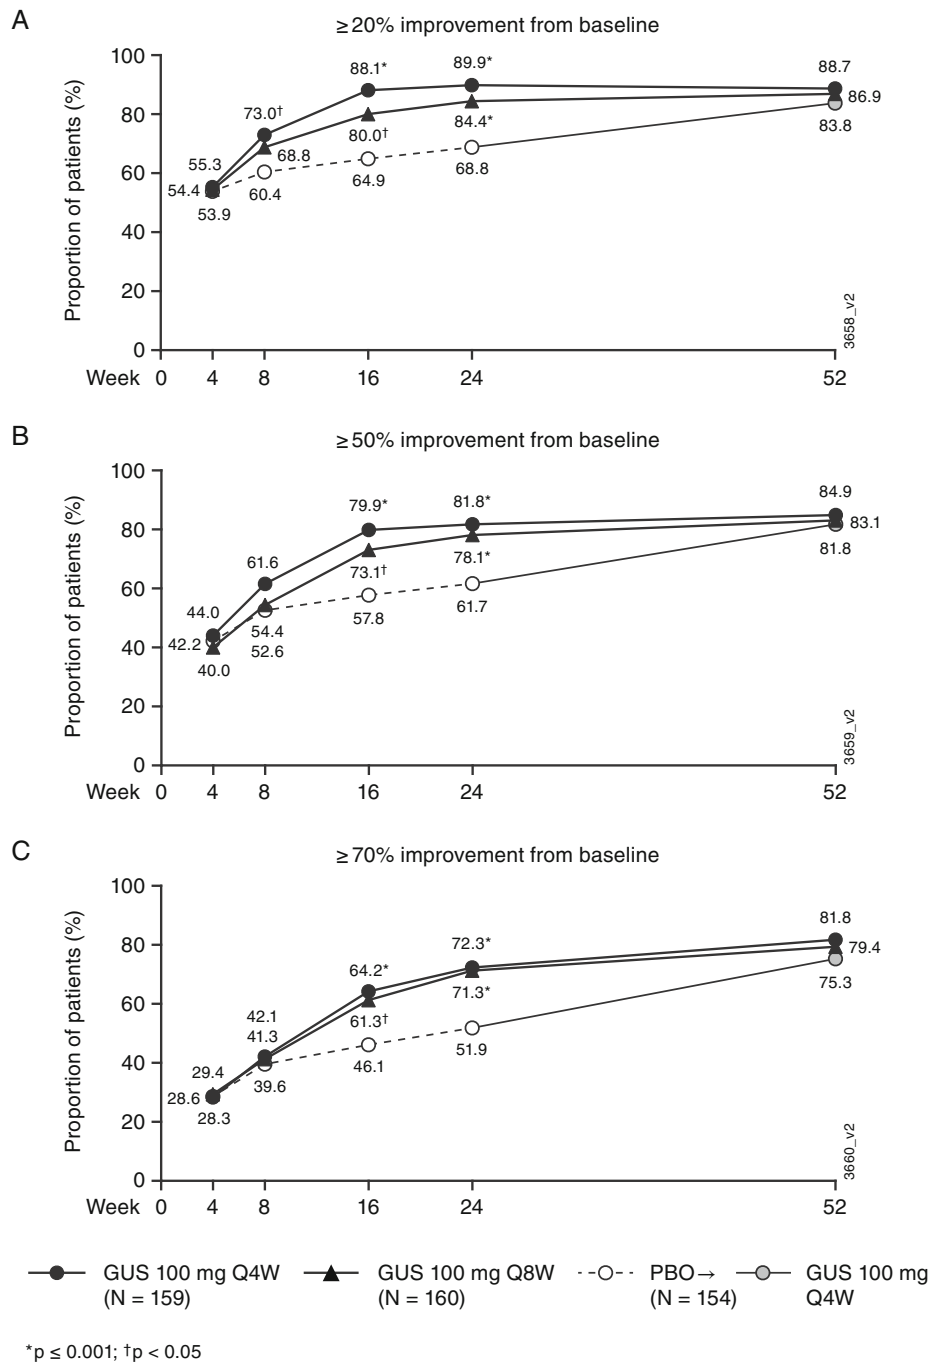 A
≥20% improvement from baseline
Proportion of patients (%)
100
80
60
40
20
0
55.3
54.4
53.9
73.0†
68.8
60.4
88.1*
80.0†
64.9
89.9*
84.4*
68.8
88.7
86.9
83.8
3658_v2
Week 0 4 8 16 24 52
B
≥50% improvement from baseline
Proportion of patients (%)
100
80
60
40
20
0
44.0
42.2
40.0
61.6
54.4
52.6
79.9*
73.1†
57.8
81.8*
78.1*
61.7
84.9
83.1
81.8
3659_v2
Week 0 4 8 16 24 52
C
≥70% improvement from baseline
Proportion of patients (%)
100
80
60
40
20
0
29.4
28.6
28.3
42.1
41.3
39.6
64.2*
61.3†
46.1
72.3*
71.3*
51.9
81.8
79.4
75.3
3660_v2
Week 0 4 8 16 24 52
GUS 100 mg Q4W
(N = 159)
GUS 100 mg Q8W
(N = 160)
PBO→
(N = 154)
GUS 100 mg
Q4W
*p ≤ 0.001; †p < 0.05